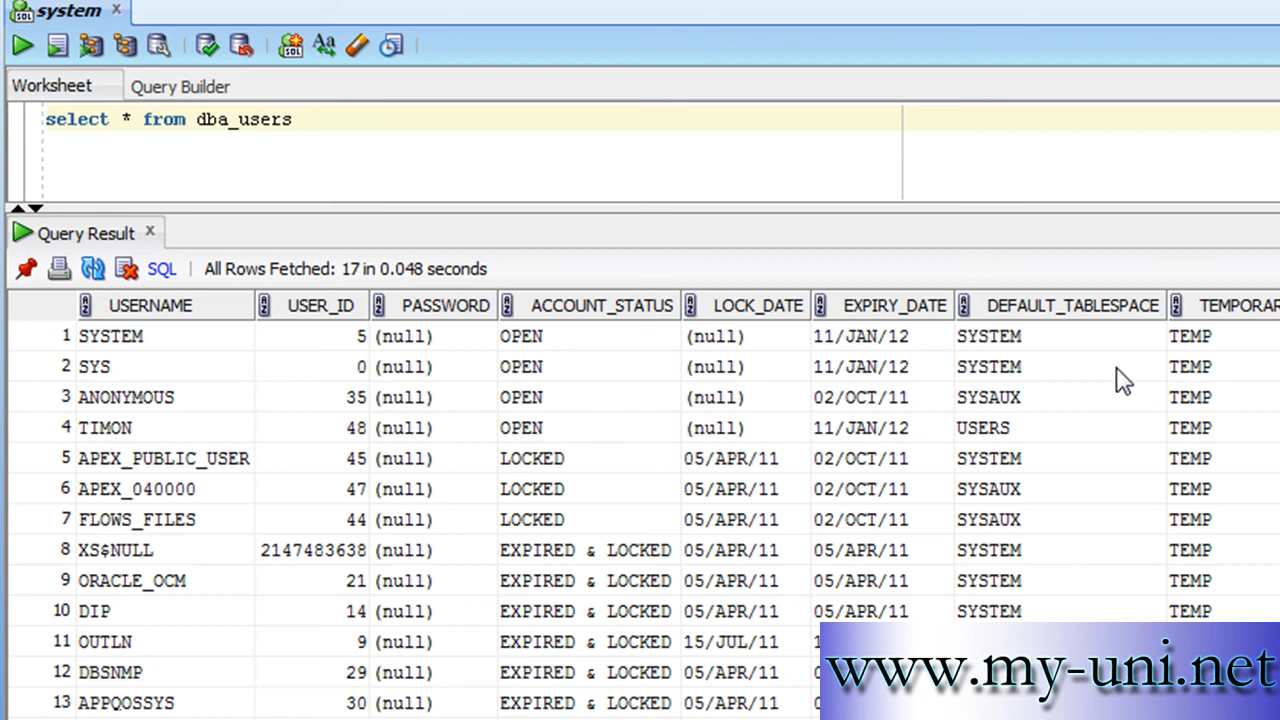 system
Worksheet Query Builder
select * from dba_users
Query Result
SQL All Rows Fetched: 17 in 0.048 seconds
USERNAME USER_ID PASSWORD ACCOUNT_STATUS LOCK_DATE EXPIRY_DATE DEFAULT_TABLESPACE TEMPORAR
1 SYSTEM 5 (null) OPEN (null) 11/JAN/12 SYSTEM TEMP
2 SYS 0 (null) OPEN (null) 11/JAN/12 SYSTEM TEMP
3 ANONYMOUS 35 (null) OPEN (null) 02/OCT/11 SYSAUX TEMP
4 TIMON 48 (null) OPEN (null) 11/JAN/12 USERS TEMP
5 APEX_PUBLIC_USER 45 (null) LOCKED 05/APR/11 02/OCT/11 SYSTEM TEMP
6 APEX_040000 47 (null) LOCKED 05/APR/11 02/OCT/11 SYSAUX TEMP
7 FLOWS_FILES 44 (null) LOCKED 05/APR/11 02/OCT/11 SYSAUX TEMP
8 XS$NULL 2147483638 (null) EXPIRED & LOCKED 05/APR/11 05/APR/11 SYSTEM TEMP
9 ORACLE_OCM 21 (null) EXPIRED & LOCKED 05/APR/11 05/APR/11 SYSTEM TEMP
10 DIP 14 (null) EXPIRED & LOCKED 05/APR/11 05/APR/11 SYSTEM TEMP
11 OUTLN 9 (null) EXPIRED & LOCKED 15/JUL/11
12 DBSNMP 29 (null) EXPIRED & LOCKED 05/APR/11
13 APPQOSSYS 30 (null) EXPIRED & LOCKED 05/APR/11
www.my-uni.net